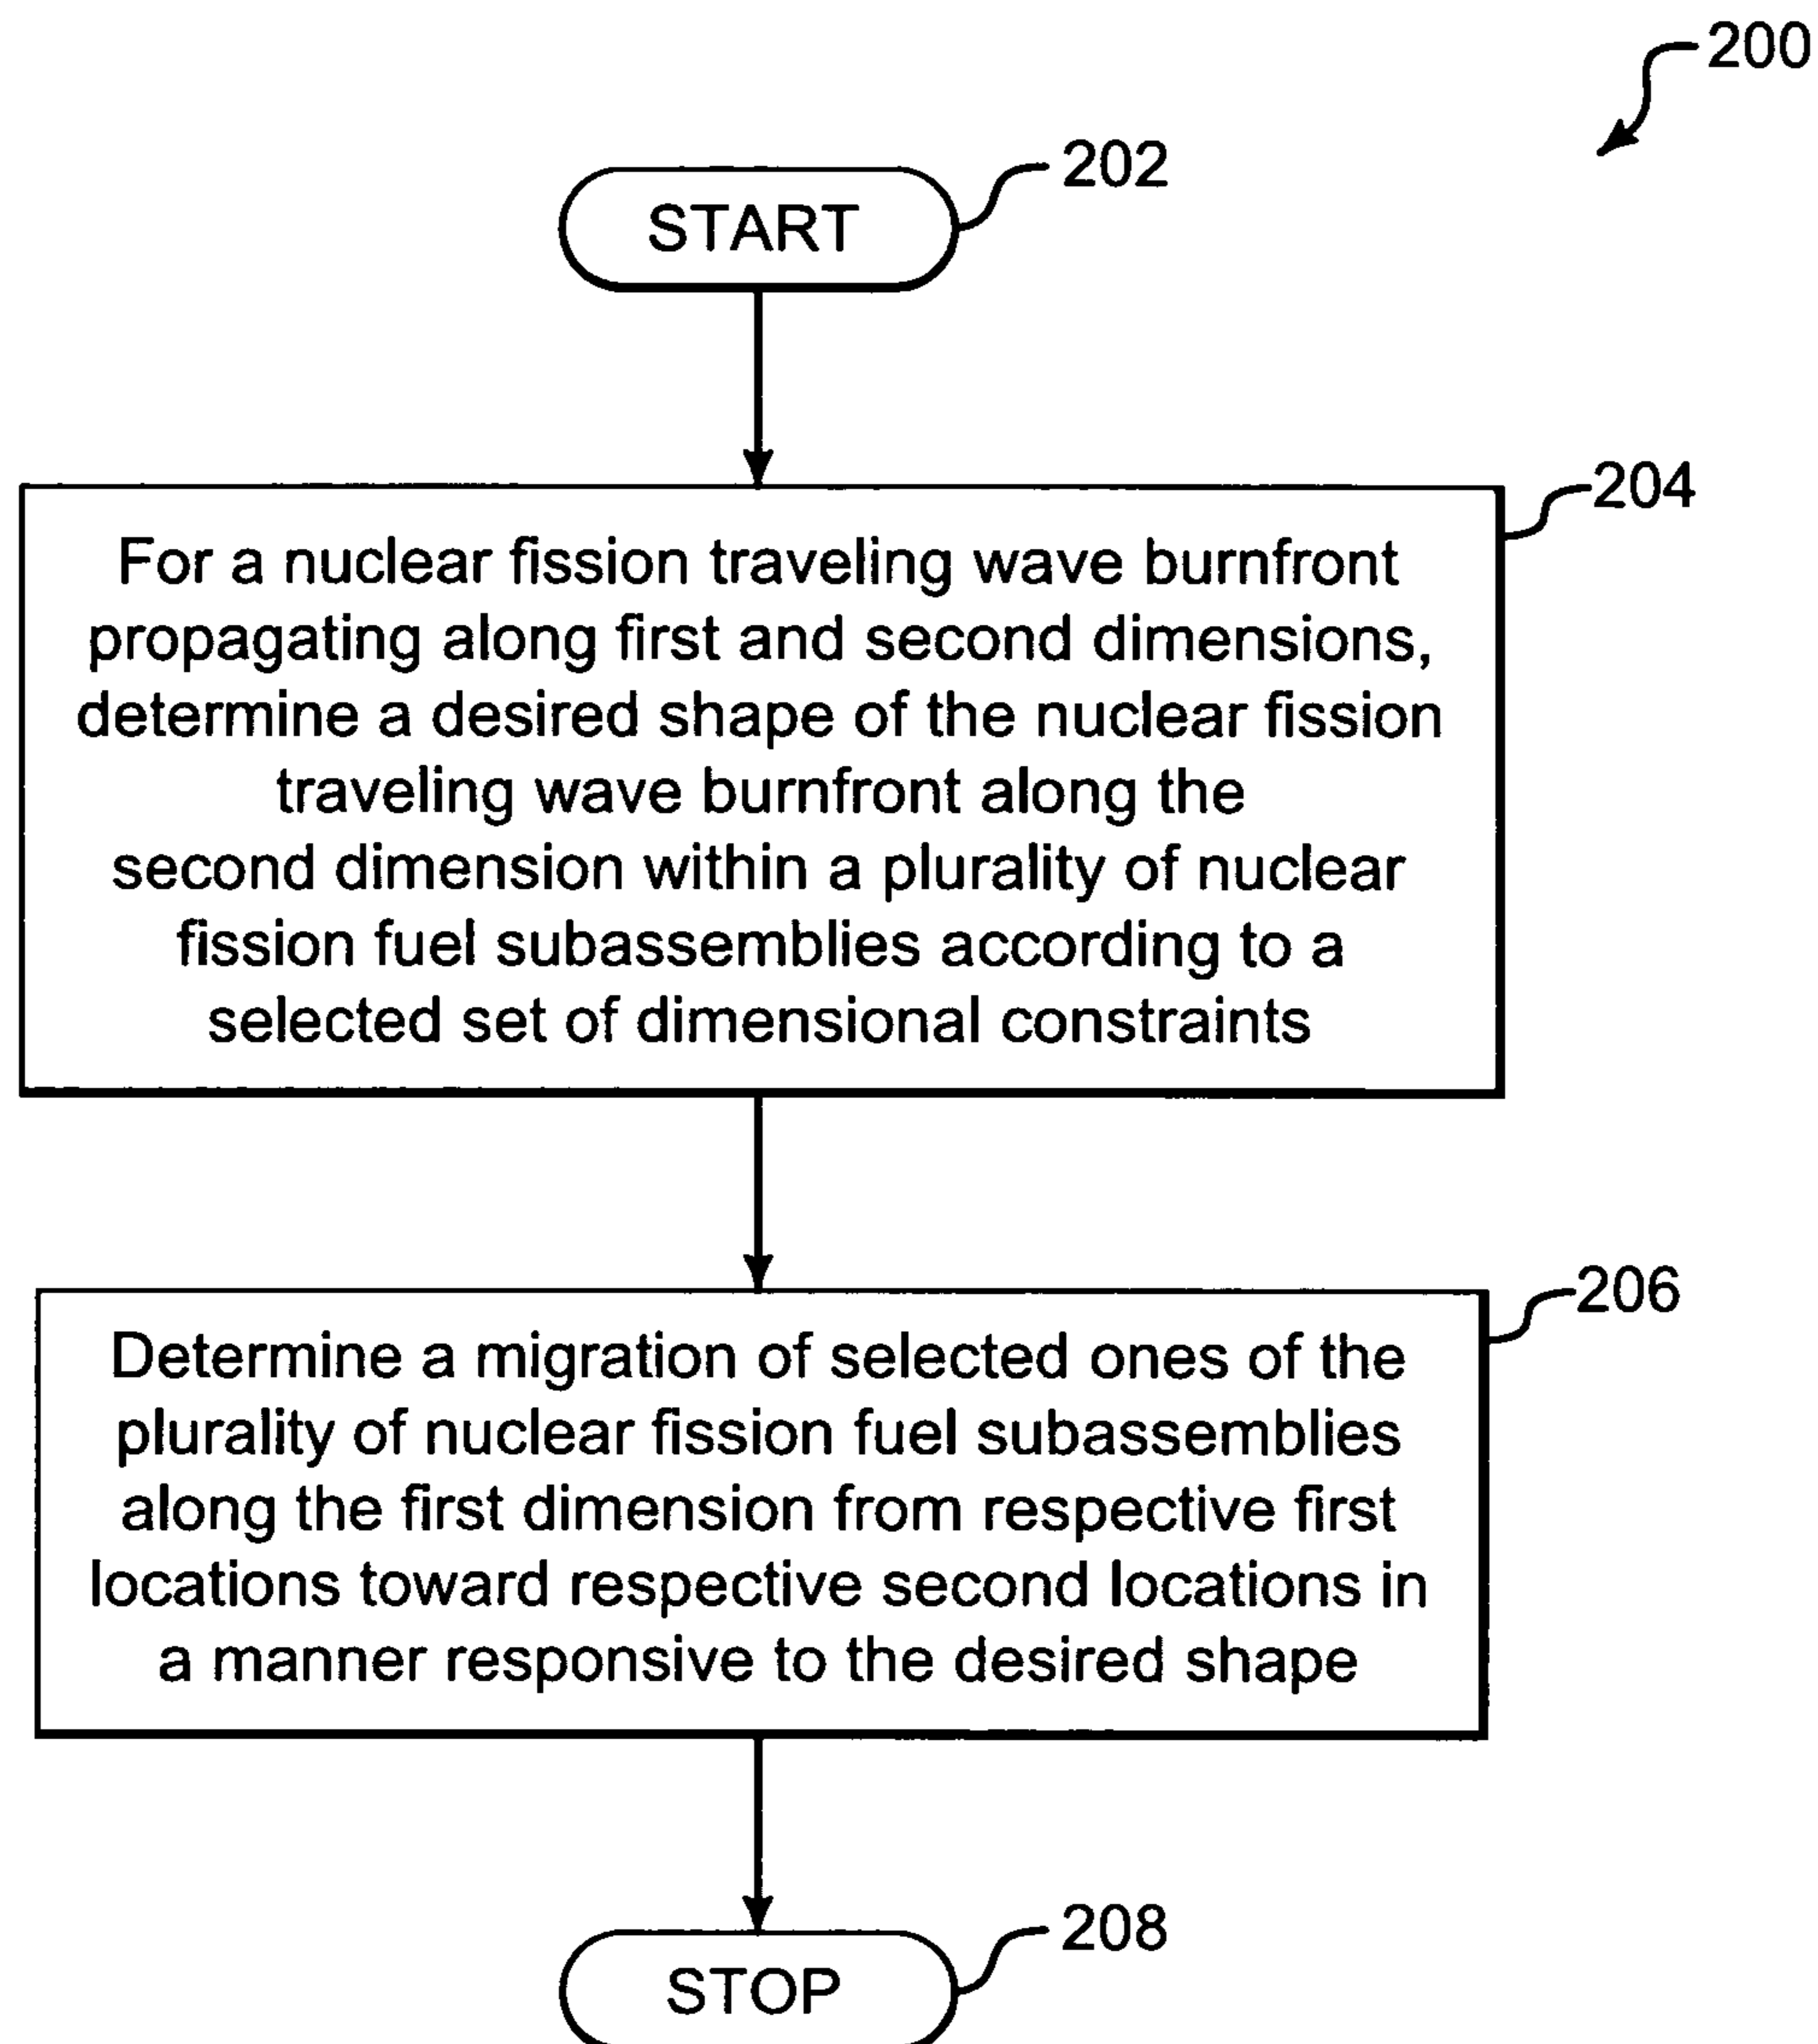 200
202
START
204
For a nuclear fission traveling wave burnfront
propagating along first and second dimensions,
determine a desired shape of the nuclear fission
traveling wave burnfront along the
second dimension within a plurality of nuclear
fission fuel subassemblies according to a
selected set of dimensional constraints
206
Determine a migration of selected ones of the
plurality of nuclear fission fuel subassemblies
along the first dimension from respective first
locations toward respective second locations in
a manner responsive to the desired shape
208
STOP